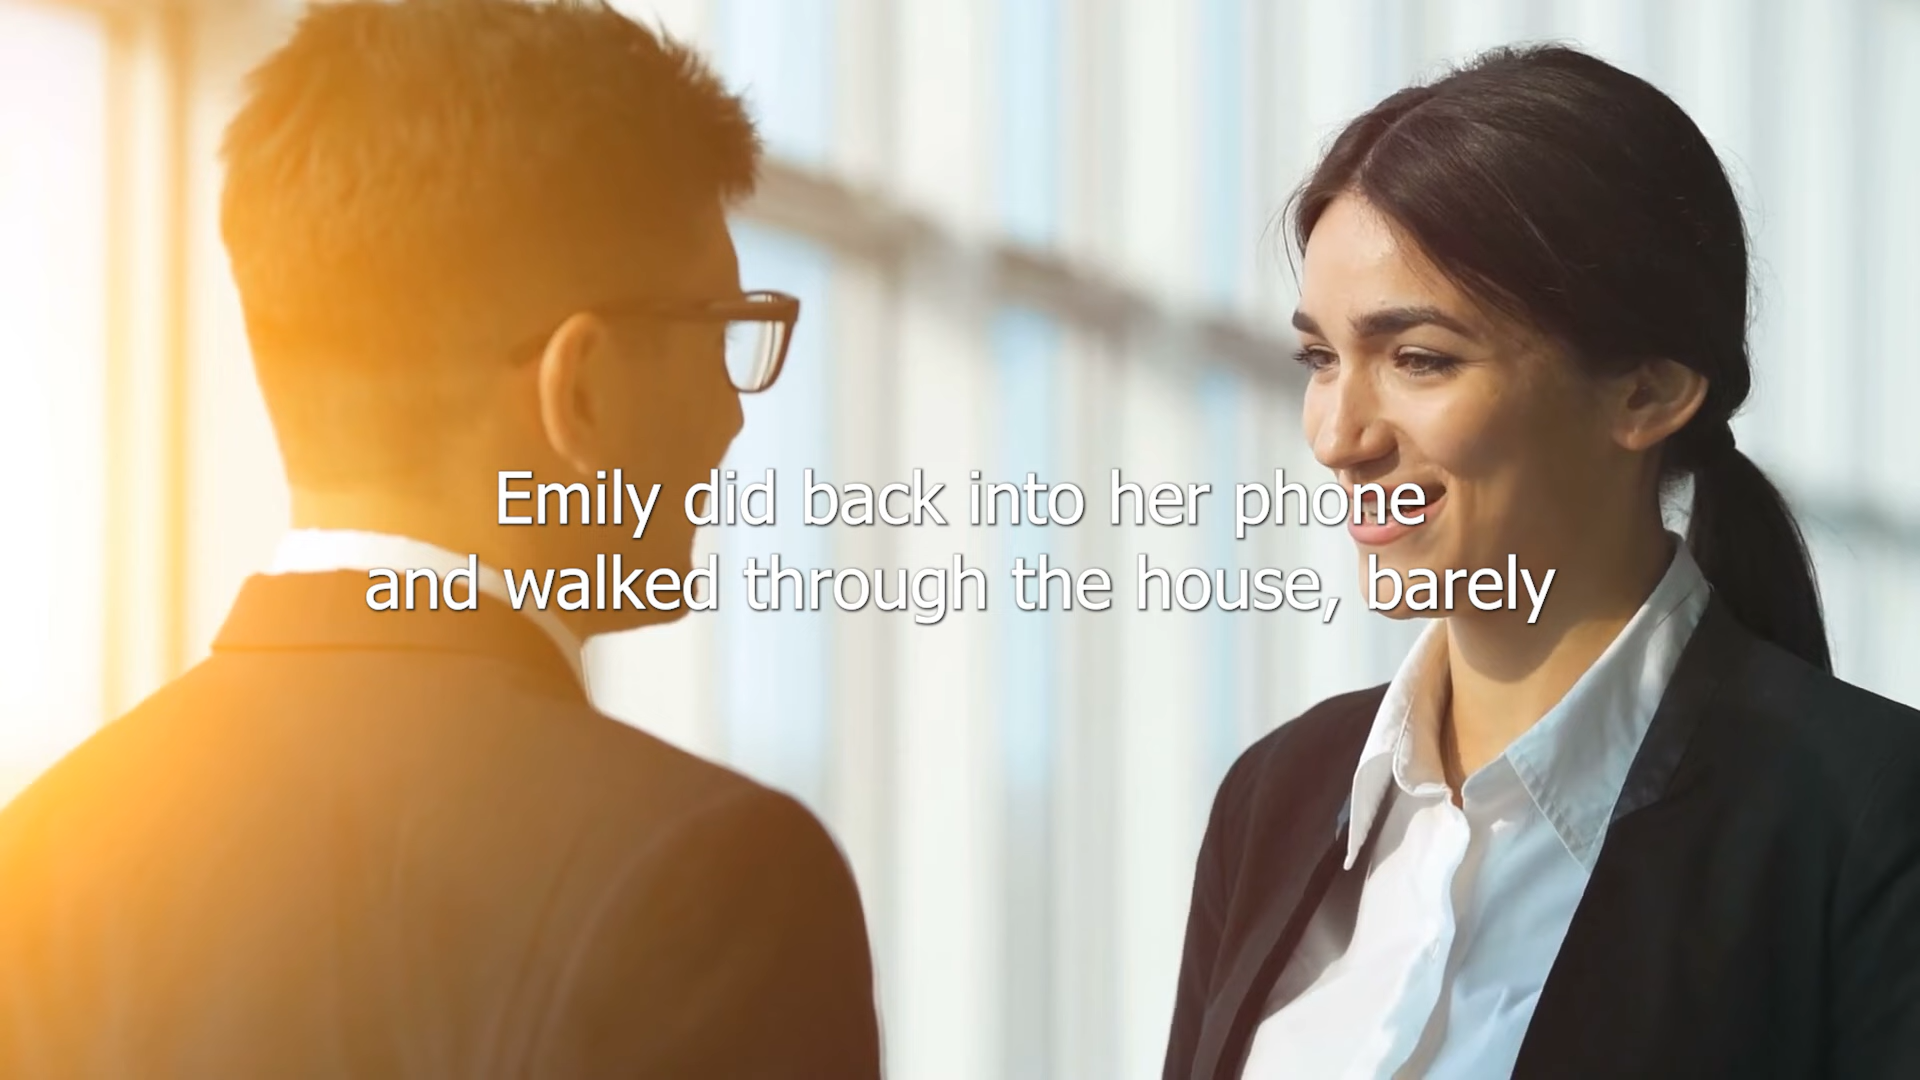 Emily did back into her phone
and walked through the house, barely